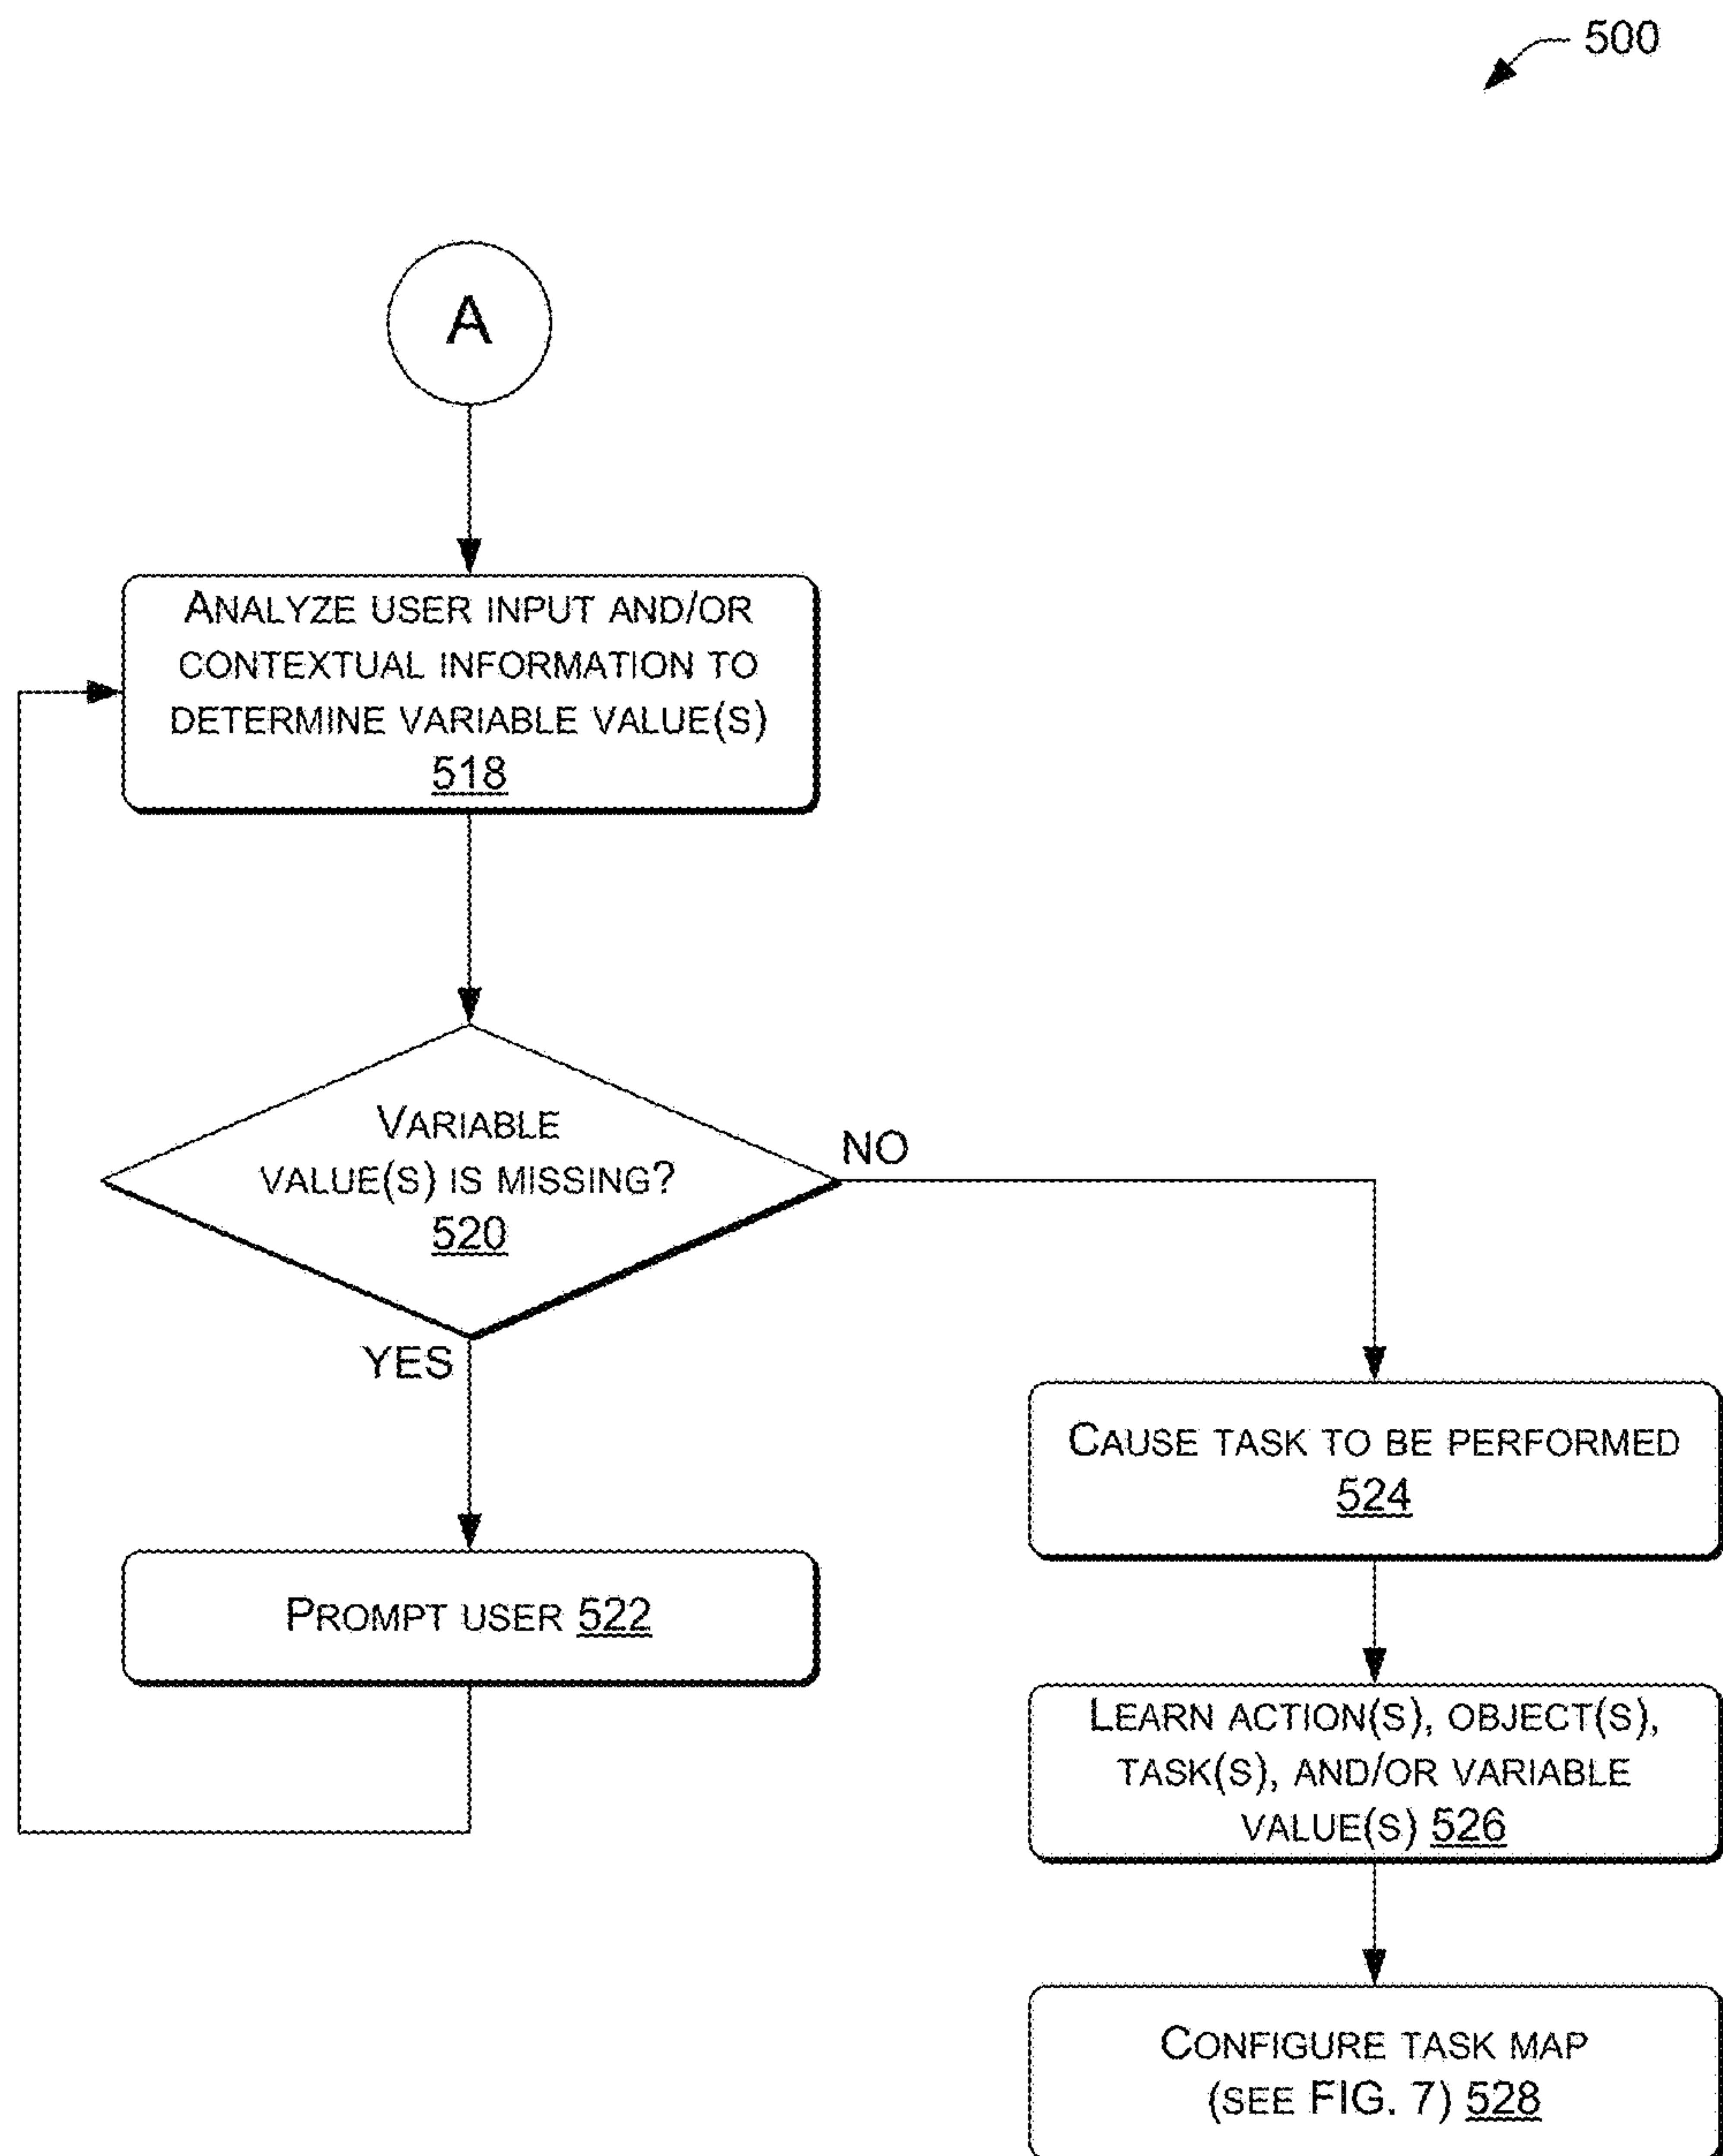 500
A
ANALYZE USER INPUT AND/OR
CONTEXTUAL INFORMATION TO
DETERMINE VARIABLE VALUE(S)
518
VARIABLE
VALUE(S) IS MISSING?
520
NO
YES
PROMPT USER 522
CAUSE TASK TO BE PERFORMED
524
LEARN ACTION(S), OBJECT(S),
TASK(S), AND/OR VARIABLE
VALUE(S) 526
CONFIGURE TASK MAP
(SEE FIG. 7) 528